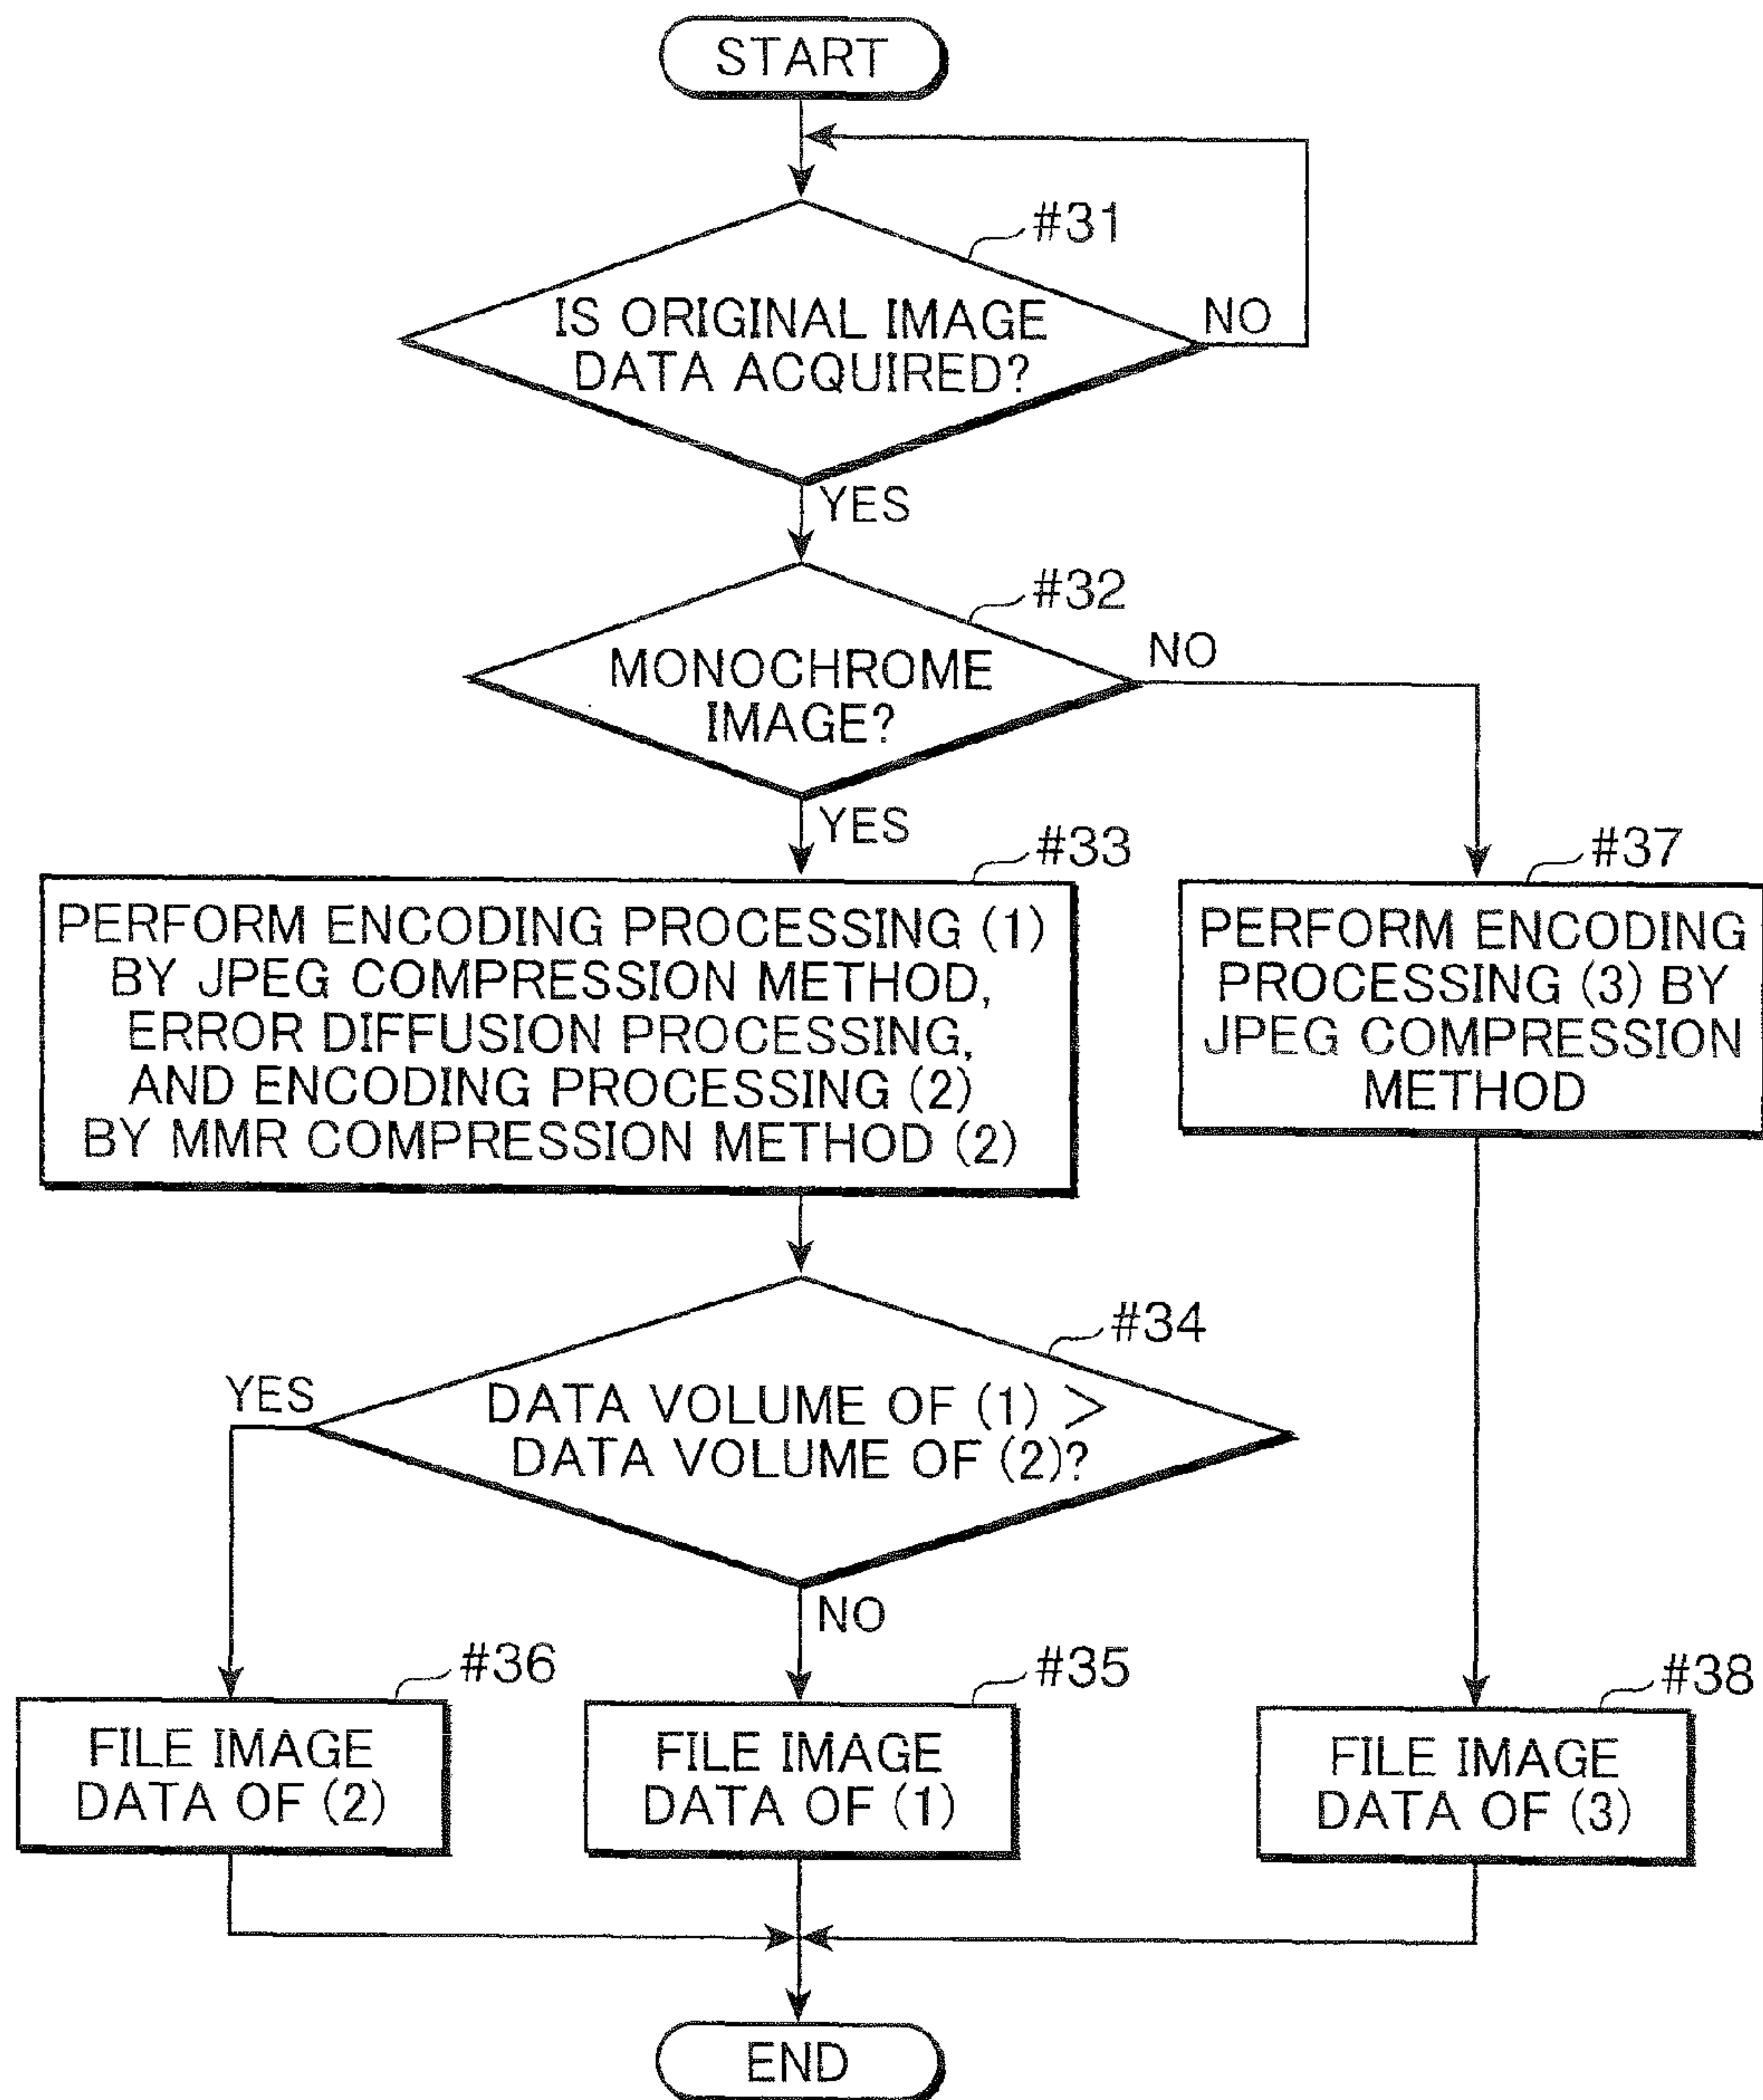 START
#31
IS ORIGINAL IMAGE
DATA ACQUIRED?
NO
YES
#32
MONOCHROME
IMAGE?
NO
YES
#33
PERFORM ENCODING PROCESSING (1)
BY JPEG COMPRESSION METHOD,
ERROR DIFFUSION PROCESSING,
AND ENCODING PROCESSING (2)
BY MMR COMPRESSION METHOD (2)
#37
PERFORM ENCODING
PROCESSING (3) BY
JPEG COMPRESSION
METHOD
#34
DATA VOLUME OF (1) >
DATA VOLUME OF (2)?
YES
NO
#36
FILE IMAGE
DATA OF (2)
#35
FILE IMAGE
DATA OF (1)
#38
FILE IMAGE
DATA OF (3)
END